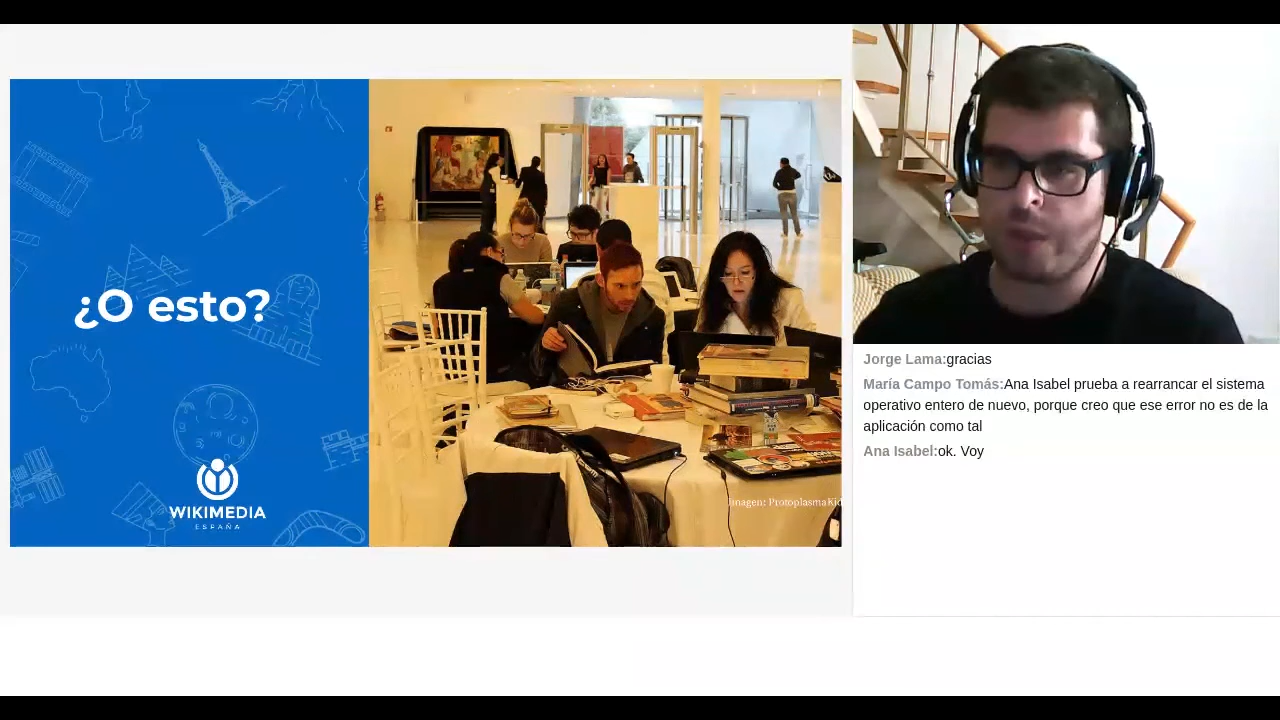 ¿O esto?
WIKIMEDIA
ESPAÑA
Imagen: ProtoplasmaKid
Jorge Lama:gracias
María Campo Tomás:Ana Isabel prueba a rearrancar el sistema
operativo entero de nuevo, porque creo que ese error no es de la
aplicación como tal
Ana Isabel:ok. Voy